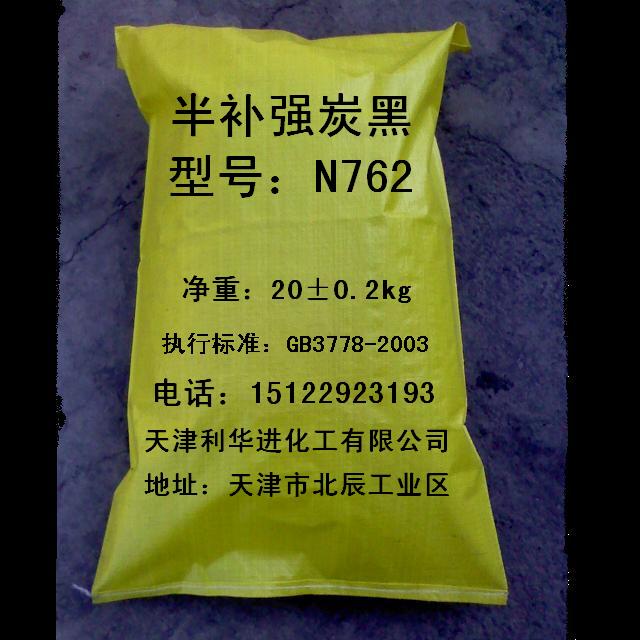 半补强炭黑
型号：N762
净重：20±0.2kg
执行标准：GB3778-2003
电话：15122923193
天津利华进化工有限公司
地址：天津市北辰工业区